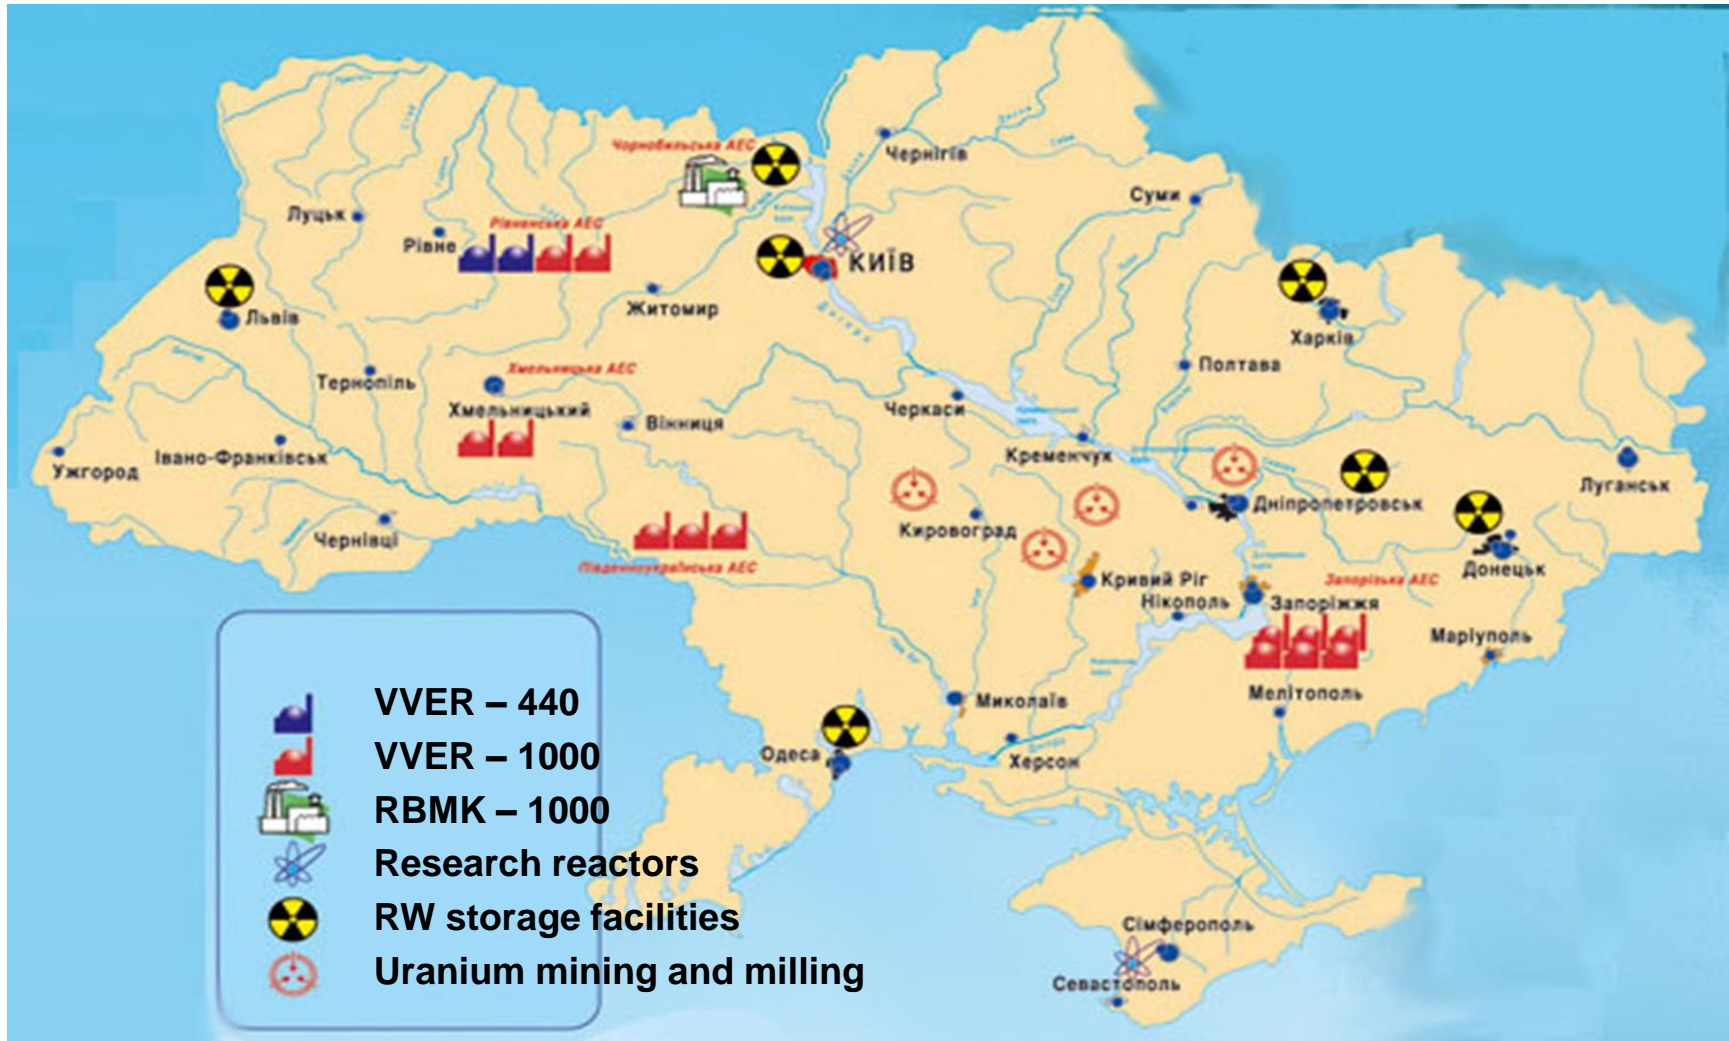 Чорнобильська АЕС
Чернігів
Суми
Луцьк
Рівненська АЕС
Рівне
КИЇВ
Житомир
Львів
Харків
Дніпро
Полтава
Тернопіль
Хмельницька АЕС
Хмельницький
Вінниця
Черкаси
Кременчук
Ужгород
Івано-Франківськ
Луганськ
Дніпропетровськ
Кировоград
Чернівці
Південноукраїнська АЕС
Донецьк
Запорізька АЕС
Кривий Ріг
Нікополь
Запоріжжя
Маріуполь
Мелітополь
Миколаїв
Одеса
Херсон
Сімферополь
Севастополь
VVER – 440
VVER – 1000
RBMK – 1000
Research reactors
RW storage facilities
Uranium mining and milling